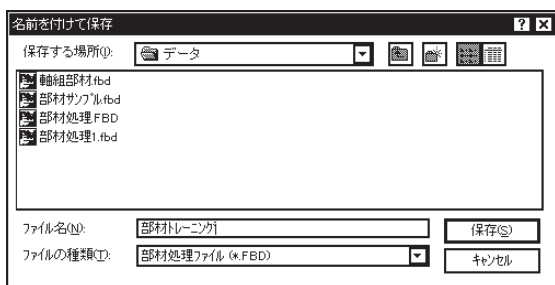 名前を付けて保存
保存する場所(I): データ
軸組部材.fbd
部材サンプル.fbd
部材処理.FBD
部材処理1.fbd
ファイル名(N): 部材トレーニング 保存(S)
ファイルの種類(T): 部材処理ファイル (*.FBD) キャンセル